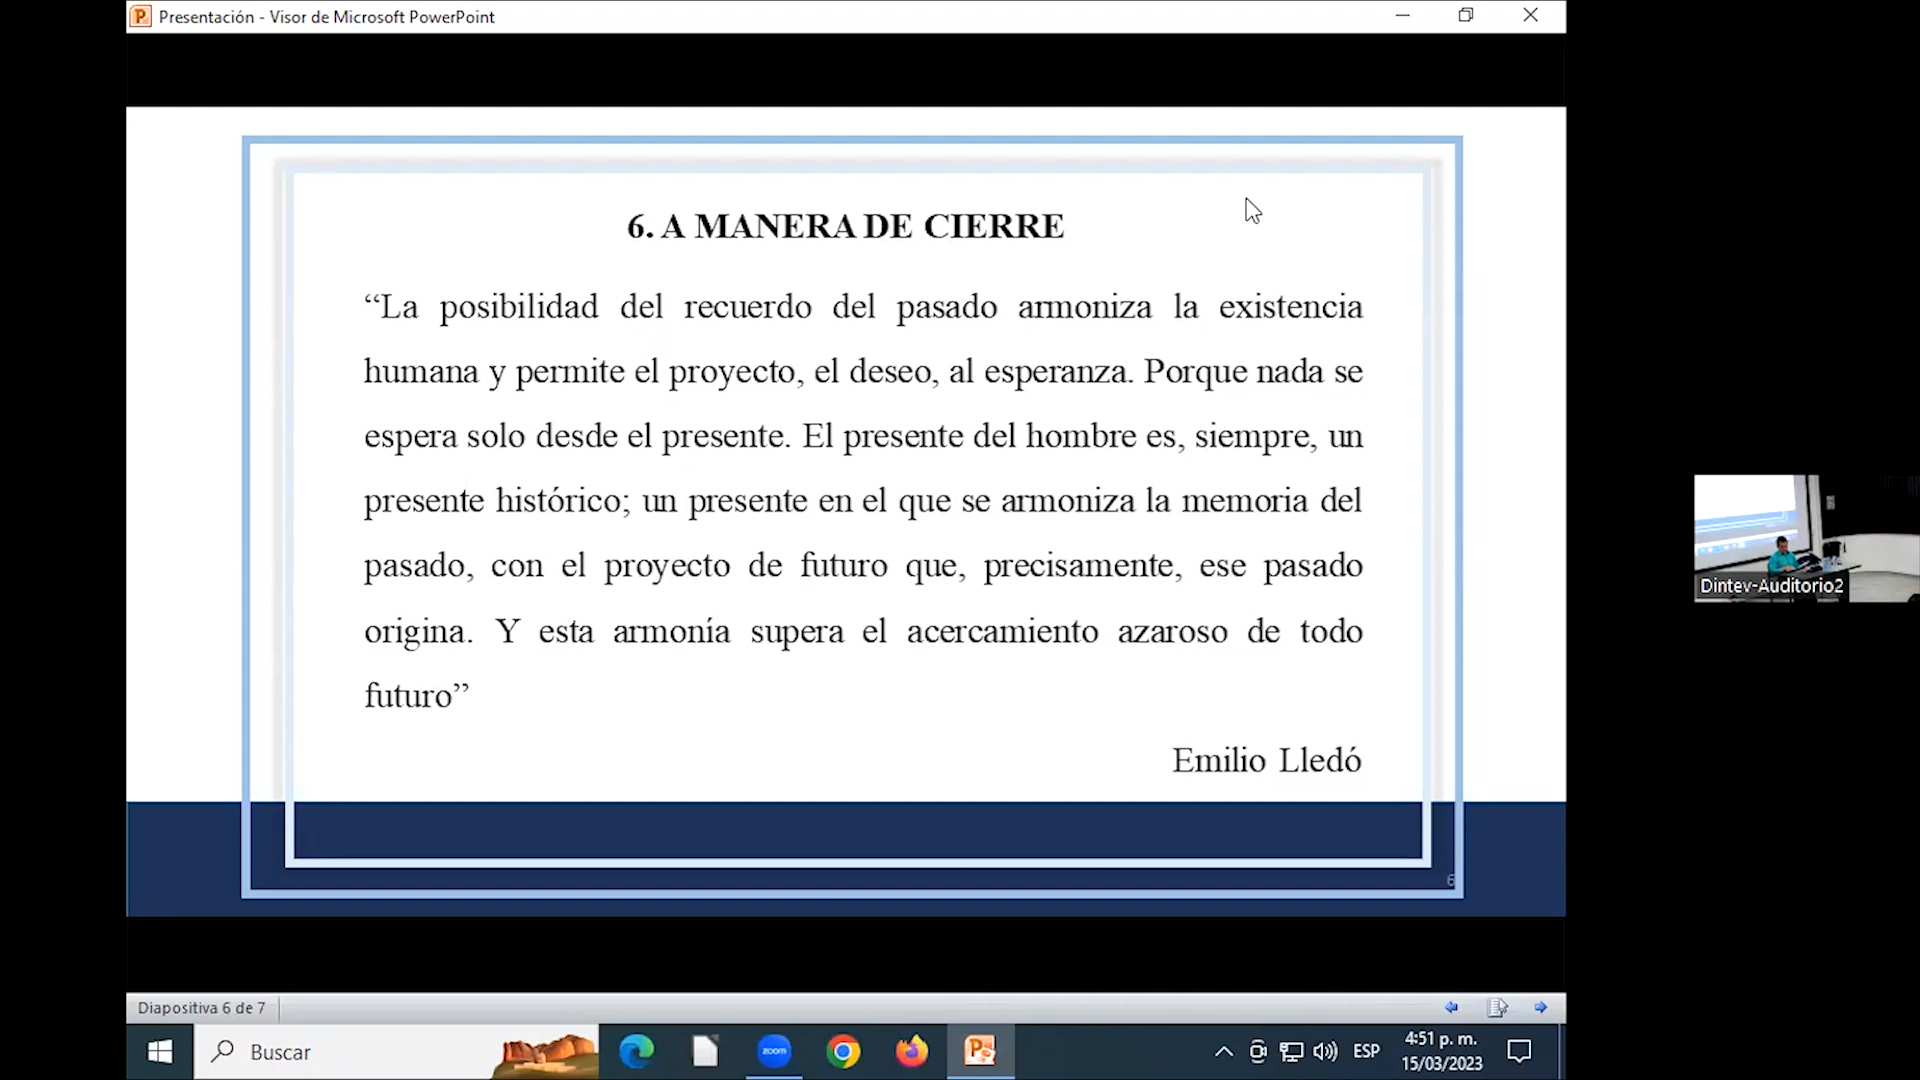 Presentación - Visor de Microsoft PowerPoint
6. A MANERA DE CIERRE
“La posibilidad del recuerdo del pasado armoniza la existencia
humana y permite el proyecto, el deseo, al esperanza. Porque nada se
espera solo desde el presente. El presente del hombre es, siempre, un
presente histórico; un presente en el que se armoniza la memoria del
pasado, con el proyecto de futuro que, precisamente, ese pasado
origina. Y esta armonía supera el acercamiento azaroso de todo
futuro”
Emilio Lledó
6
Dintev-Auditorio2
Diapositiva 6 de 7
Buscar
zoom
ESP
4:51 p. m.
15/03/2023